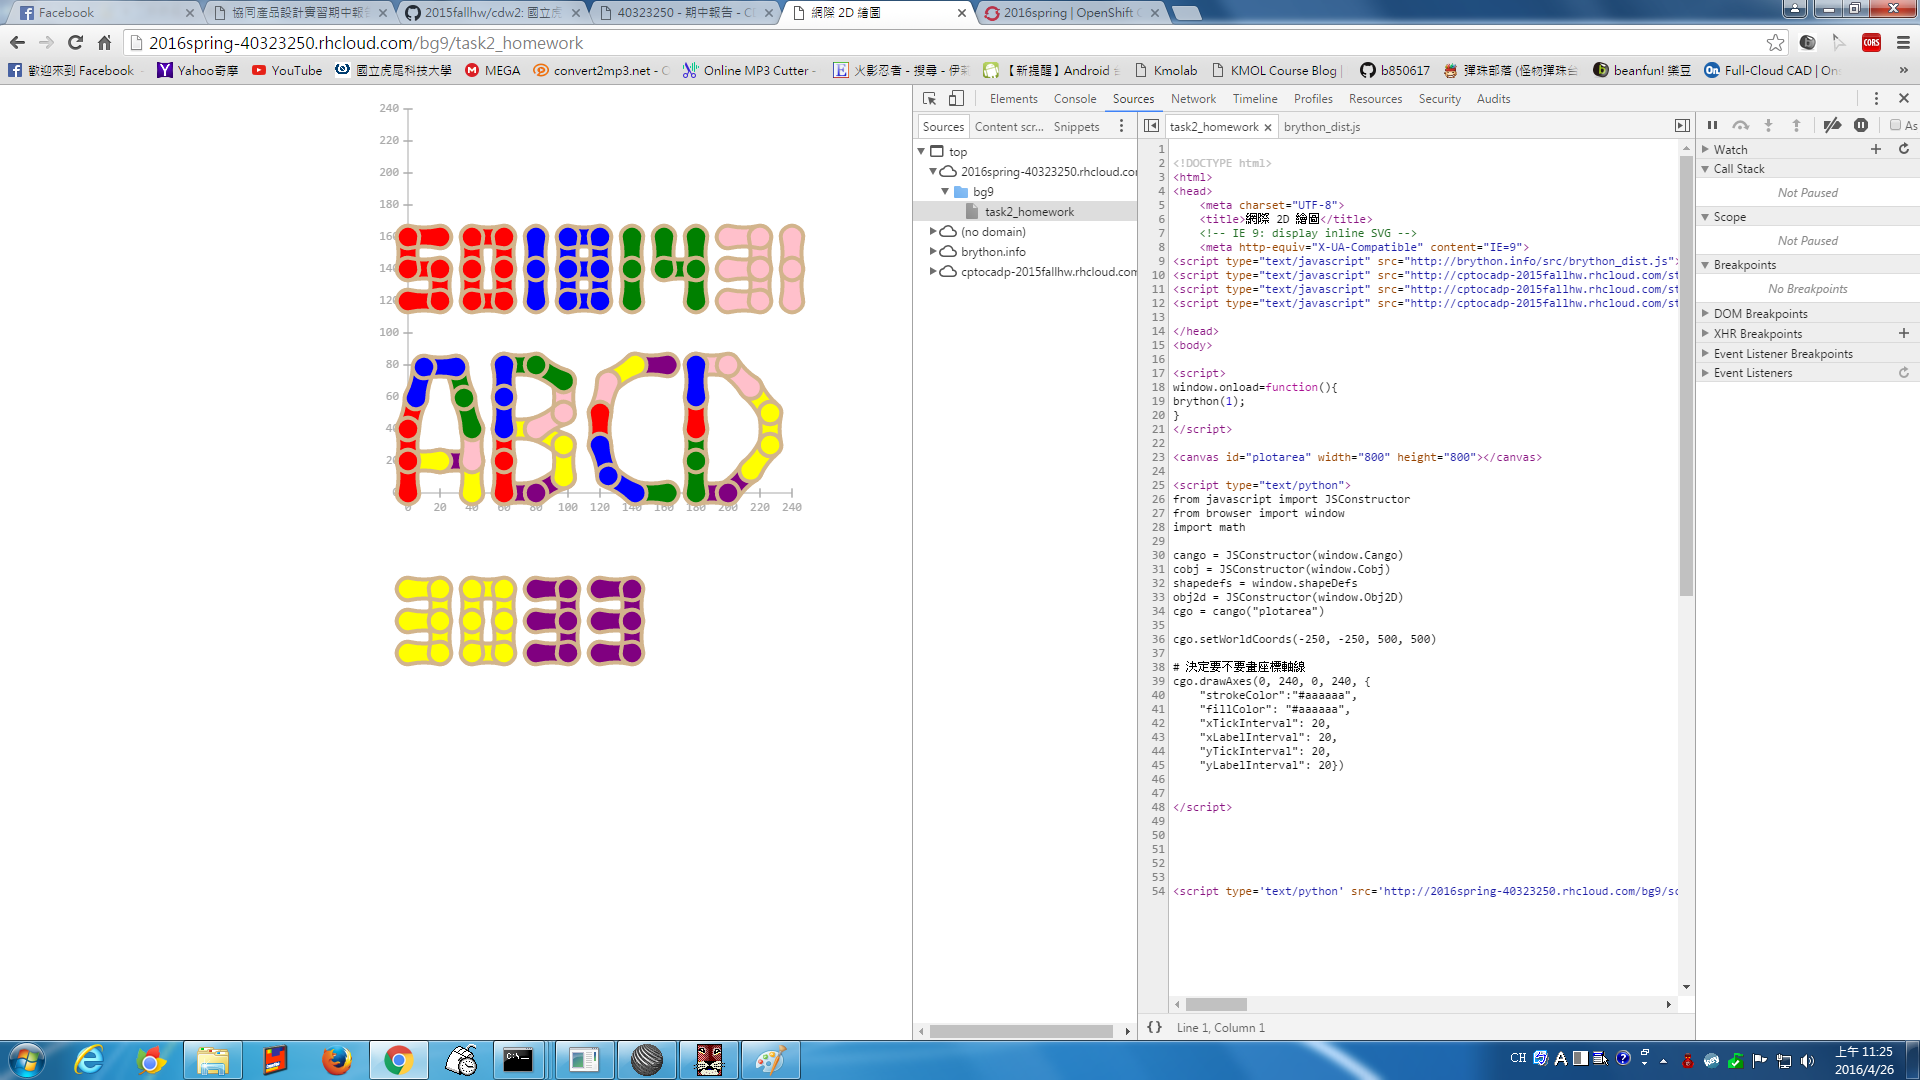 Facebook
協同產品設計實習期中報
2015fallhw/cdw2: 國立虎
40323250 - 期中報告 - C
網際 2D 繪圖
2016spring | OpenShift
2016spring-40323250.rhcloud.com/bg9/task2_homework
歡迎來到 Facebook
Yahoo奇摩
YouTube
國立虎尾科技大學
MEGA
convert2mp3.net -
Online MP3 Cutter -
火影忍者 - 搜尋 - 伊莉
【新提醒】Android
Kmolab
KMOL Course Blog
b850617
彈珠部落 (怪物彈珠台
beanfun! 樂豆
Full-Cloud CAD | On
»
240
220
200
180
160
140
120
100
80
60
40
20
0 20 40 60 80 100 120 140 160 180 200 220 240
50 18 14 31
ABCD
3033
Elements Console Sources Network Timeline Profiles Resources Security Audits
Sources Content scr... Snippets
top
2016spring-40323250.rhcloud.co
bg9
task2_homework
(no domain)
brython.info
cptocadp-2015fallhw.rhcloud.com
task2_homework × brython_dist.js
1
2 <!DOCTYPE html>
3 <html>
4 <head>
5 <meta charset="UTF-8">
6 <title>網際 2D 繪圖</title>
7 <!-- IE 9: display inline SVG -->
8 <meta http-equiv="X-UA-Compatible" content="IE=9">
9 <script type="text/javascript" src="http://brython.info/src/brython_dist.js">
10 <script type="text/javascript" src="http://cptocadp-2015fallhw.rhcloud.com/st
11 <script type="text/javascript" src="http://cptocadp-2015fallhw.rhcloud.com/st
12 <script type="text/javascript" src="http://cptocadp-2015fallhw.rhcloud.com/st
13
14 </head>
15 <body>
16
17 <script>
18 window.onload=function(){
19 brython(1);
20 }
21 </script>
22
23 <canvas id="plotarea" width="800" height="800"></canvas>
24
25 <script type="text/python">
26 from javascript import JSConstructor
27 from browser import window
28 import math
29
30 cango = JSConstructor(window.Cango)
31 cobj = JSConstructor(window.Cobj)
32 shapedefs = window.shapeDefs
33 obj2d = JSConstructor(window.Obj2D)
34 cgo = cango("plotarea")
35
36 cgo.setWorldCoords(-250, -250, 500, 500)
37
38 # 決定要不要畫座標軸線
39 cgo.drawAxes(0, 240, 0, 240, {
40 "strokeColor":"#aaaaaa",
41 "fillColor": "#aaaaaa",
42 "xTickInterval": 20,
43 "xLabelInterval": 20,
44 "yTickInterval": 20,
45 "yLabelInterval": 20})
46
47
48 </script>
49
50
51
52
53
54 <script type='text/python' src='http://2016spring-40323250.rhcloud.com/bg9/sc
{ } Line 1, Column 1
As
Watch
Call Stack
Not Paused
Scope
Not Paused
Breakpoints
No Breakpoints
DOM Breakpoints
XHR Breakpoints
Event Listener Breakpoints
Event Listeners
CH
上午 11:25
2016/4/26